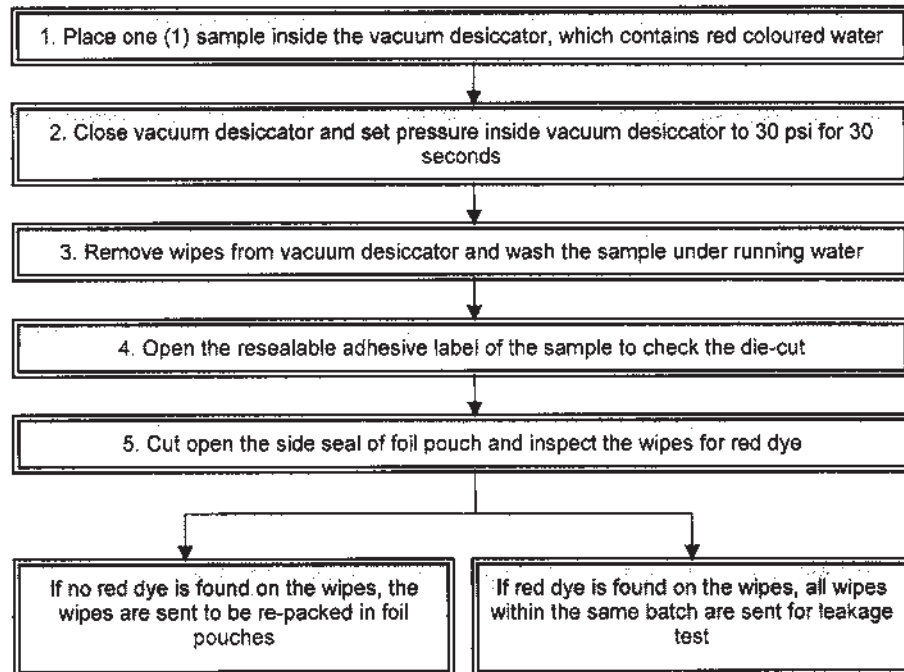 1. Place one (1) sample inside the vacuum desiccator, which contains red coloured water
2. Close vacuum desiccator and set pressure inside vacuum desiccator to 30 psi for 30
seconds
3. Remove wipes from vacuum desiccator and wash the sample under running water
4. Open the resealable adhesive label of the sample to check the die-cut
5. Cut open the side seal of foil pouch and inspect the wipes for red dye
If no red dye is found on the wipes, the
wipes are sent to be re-packed in foil
pouches
If red dye is found on the wipes, all wipes
within the same batch are sent for leakage
test